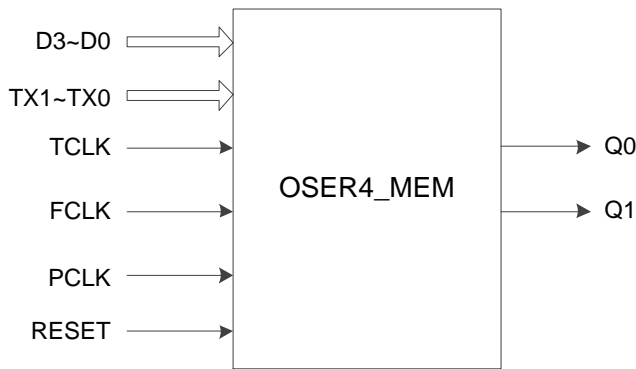 D3~D0
TX1~TX0
TCLK
FCLK
PCLK
RESET
OSER4_MEM
Q0
Q1